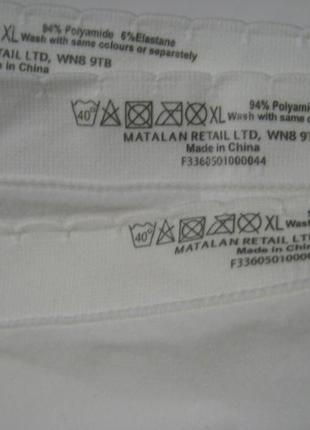 XL 94% Polyamide 6% Elastane
Wash with same colours or separately
RETAIL LTD, WN8 9TB
in China
40° XL 94% Polyamide
Wash with same
MATALAN RETAIL LTD, WN8 9TB
Made in China
F3360501000044
40° XL Wash
MATALAN RETAIL LT
Made in China
F33605010000